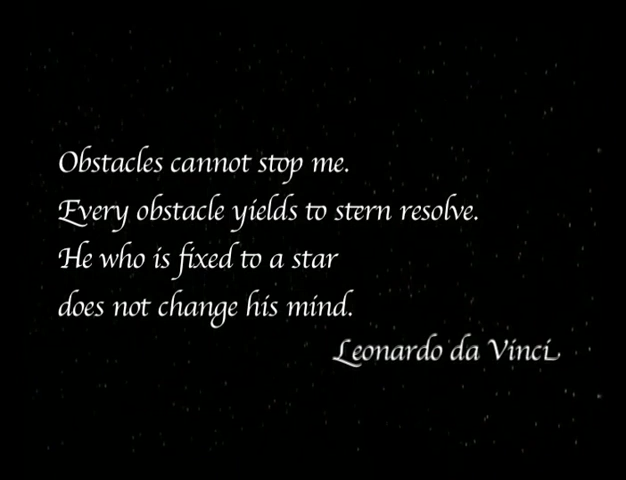 Obstacles cannot stop me.
Every obstacle yields to stern resolve.
He who is fixed to a star
does not change his mind.
Leonardo da Vinci